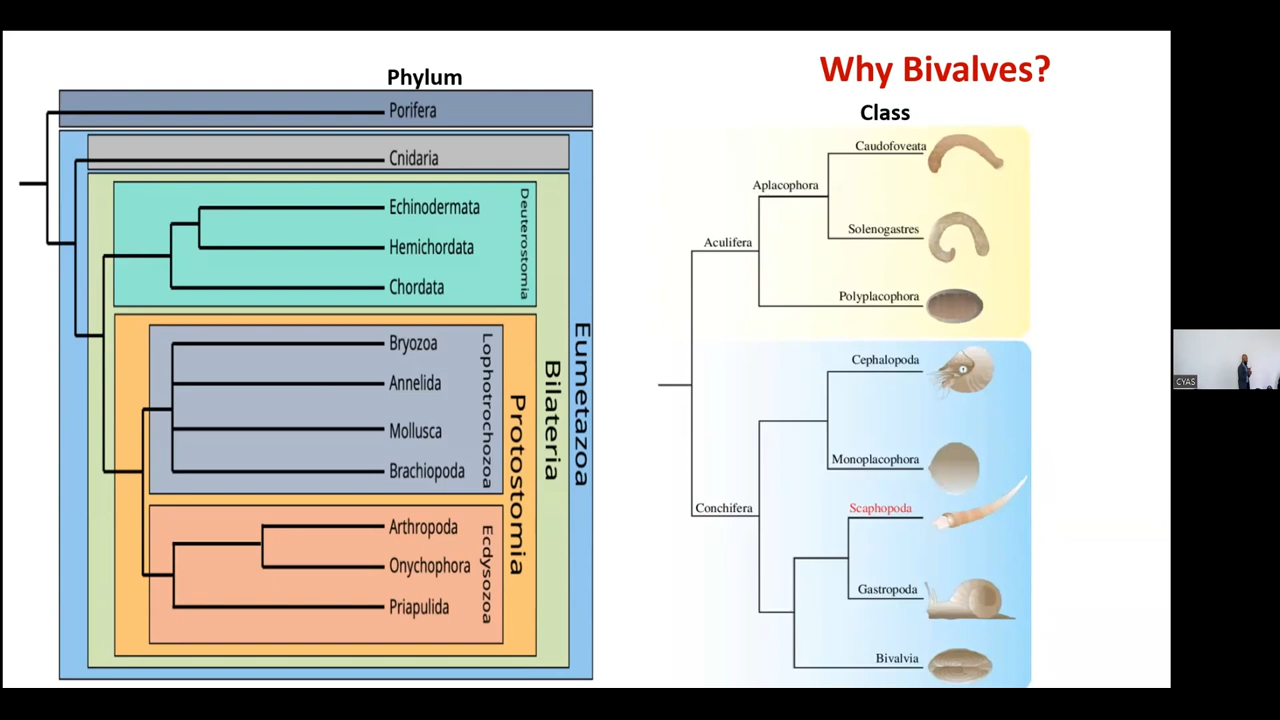 Why Bivalves?
Phylum
Porifera
Cnidaria
Echinodermata
Hemichordata
Chordata
Deuterostomia
Bryozoa
Annelida
Mollusca
Brachiopoda
Lophotrochozoa
Arthropoda
Onychophora
Priapulida
Ecdysozoa
Protostomia
Bilateria
Eumetazoa
Class
Caudofoveata
Aplacophora
Solenogastres
Aculifera
Polyplacophora
Cephalopoda
Monoplacophora
Conchifera
Scaphopoda
Gastropoda
Bivalvia
CYAS